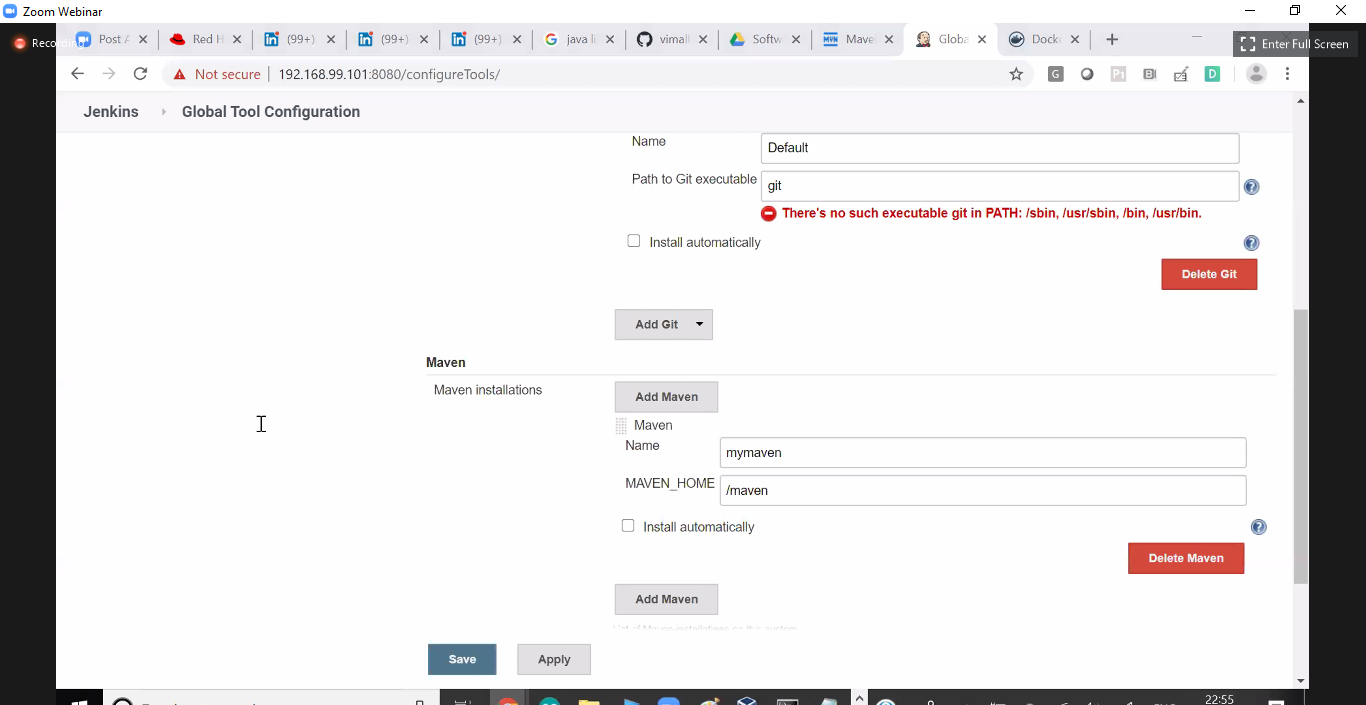 Zoom Webinar
Recording
Post A
Red H
(99+)
(99+)
(99+)
java li
vimall
Softw
Mave
Globa
Dock
Enter Full Screen
Not secure
192.168.99.101:8080/configureTools/
Jenkins
Global Tool Configuration
Name
Default
Path to Git executable
git
There's no such executable git in PATH: /sbin, /usr/sbin, /bin, /usr/bin.
Install automatically
Delete Git
Add Git
Maven
Maven installations
Add Maven
Maven
Name
mymaven
MAVEN_HOME
/maven
Install automatically
Delete Maven
Add Maven
Save
Apply
22:55